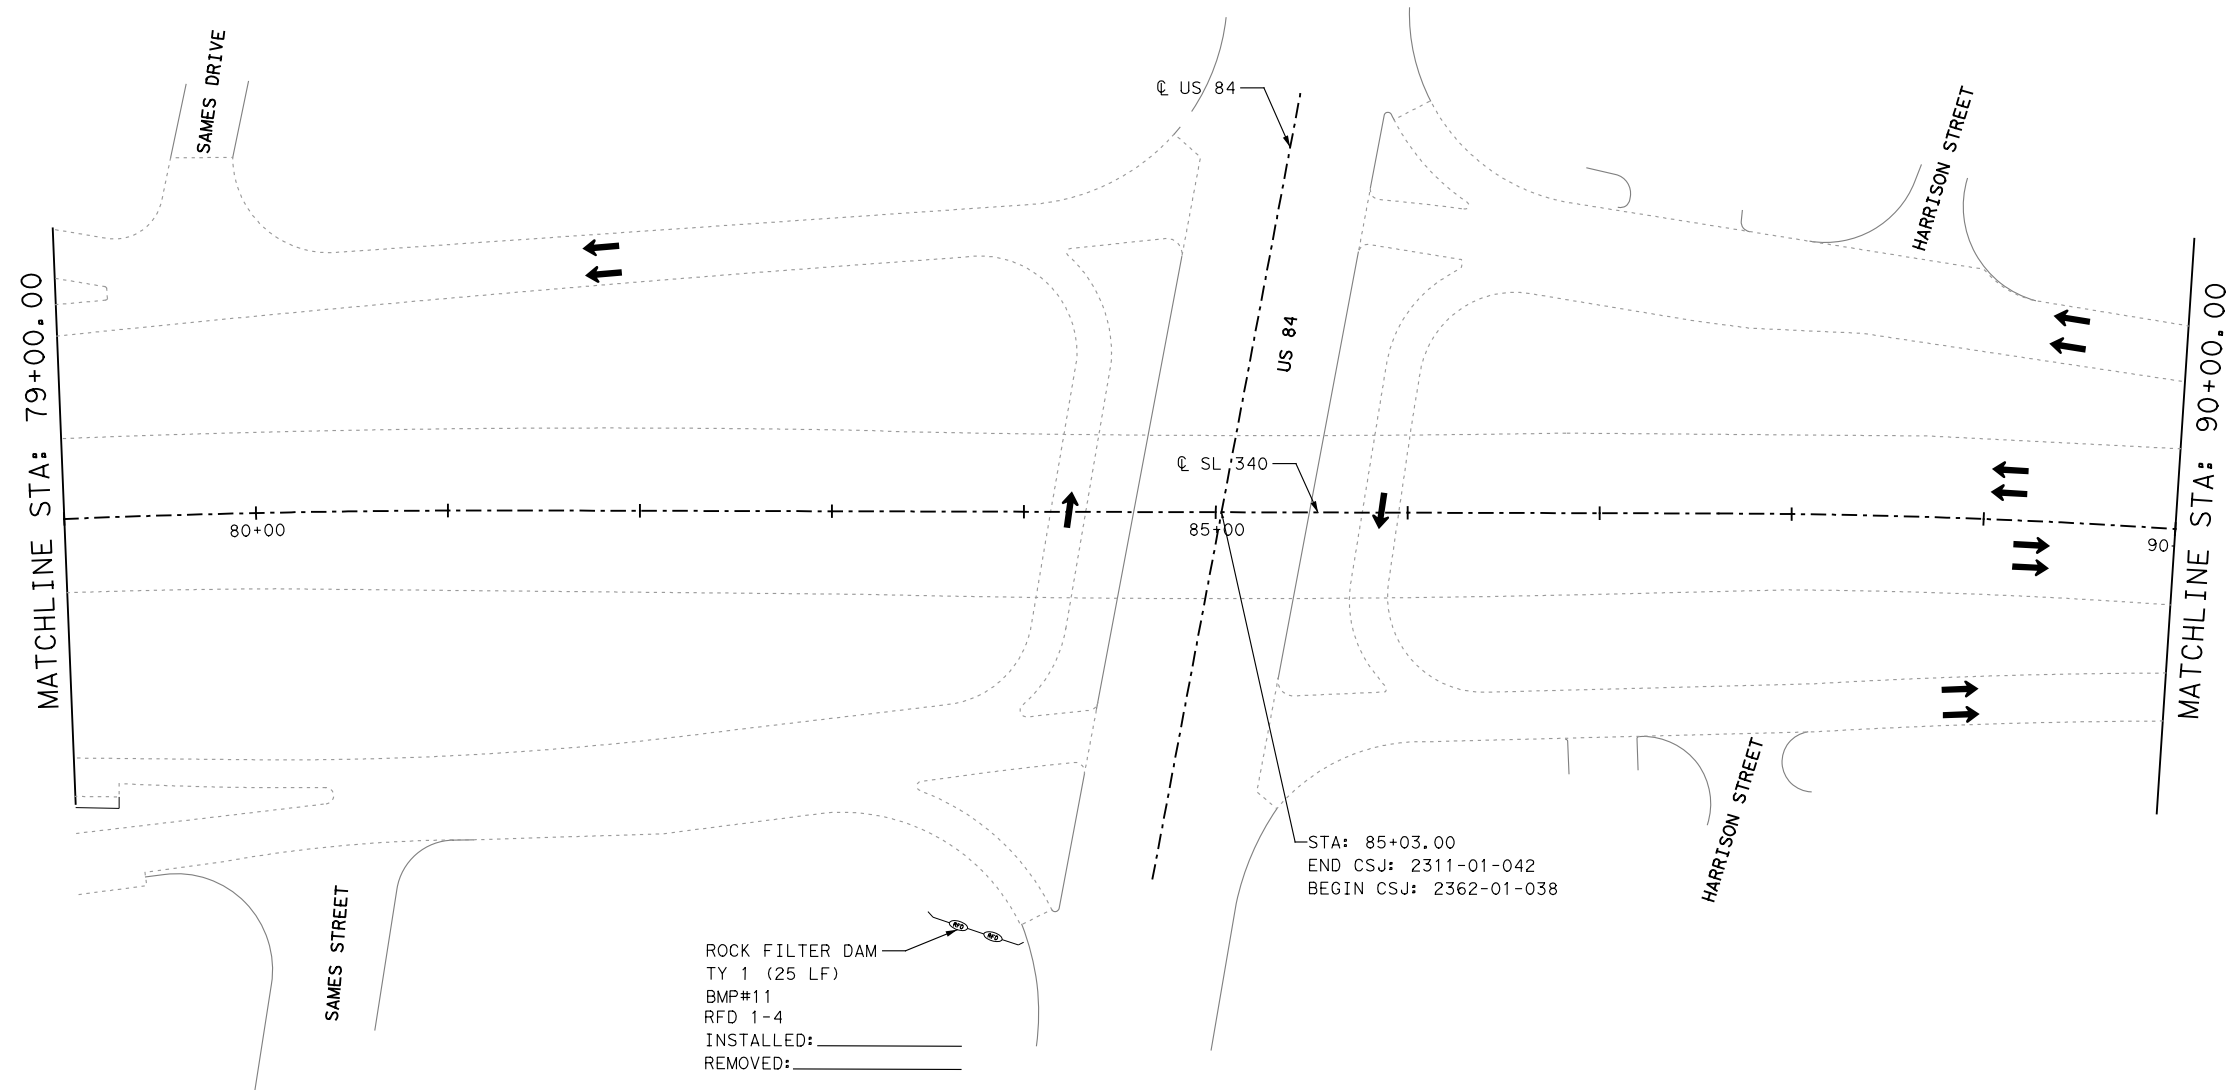 SAMES DRIVE
℄ US 84
HARRISON STREET
MATCHLINE STA: 79+00.00
US 84
MATCHLINE STA: 90+00.00
℄ SL 340
80+00
85+00
90
STA: 85+03.00
END CSJ: 2311-01-042
BEGIN CSJ: 2362-01-038
HARRISON STREET
SAMES STREET
RFD
RFD
ROCK FILTER DAM
TY 1 (25 LF)
BMP#11
RFD 1-4
INSTALLED:
REMOVED: